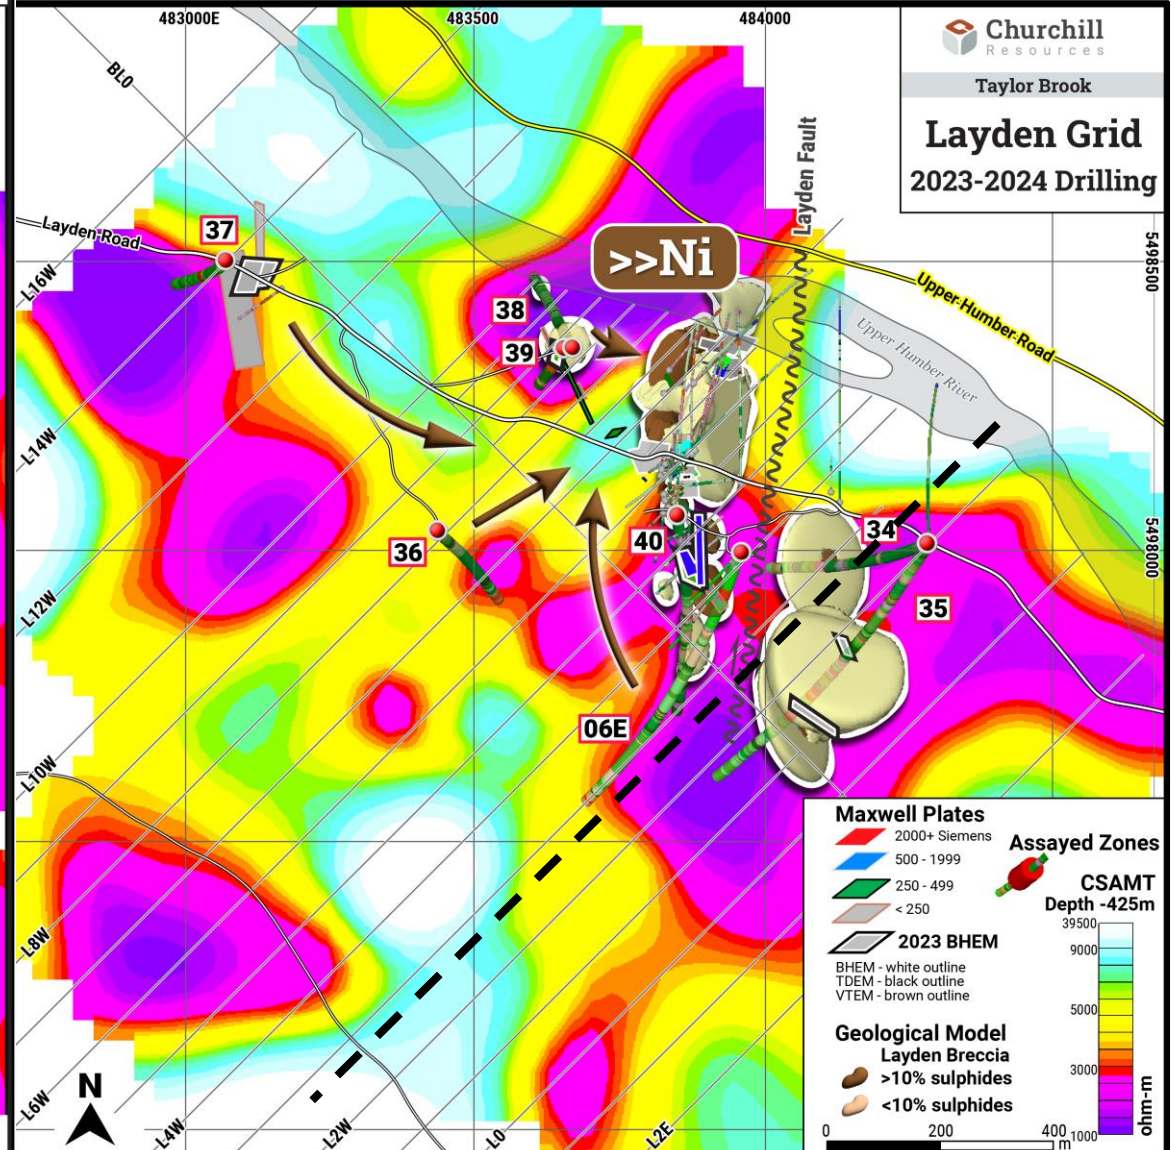 483000E
483500
484000
Churchill
Resources
Taylor Brook
Layden Grid
2023-2024 Drilling
BL0
Layden Fault
Layden Road
37
>>Ni
5498500
L16W
38
39
Upper Humber Road
Upper Humber River
L14W
40
34
36
5498000
35
L12W
06E
L10W
Maxwell Plates
2000+ Siemens
500 - 1999
250 - 499
< 250
2023 BHEM
BHEM - white outline
TDEM - black outline
VTEM - brown outline
Geological Model
Layden Breccia
>10% sulphides
<10% sulphides
Assayed Zones
CSAMT
Depth -425m
39500
9000
5000
3000
1000
ohm-m
L8W
N
L6W
L4W
L2W
L0
L2E
0
200
400
m